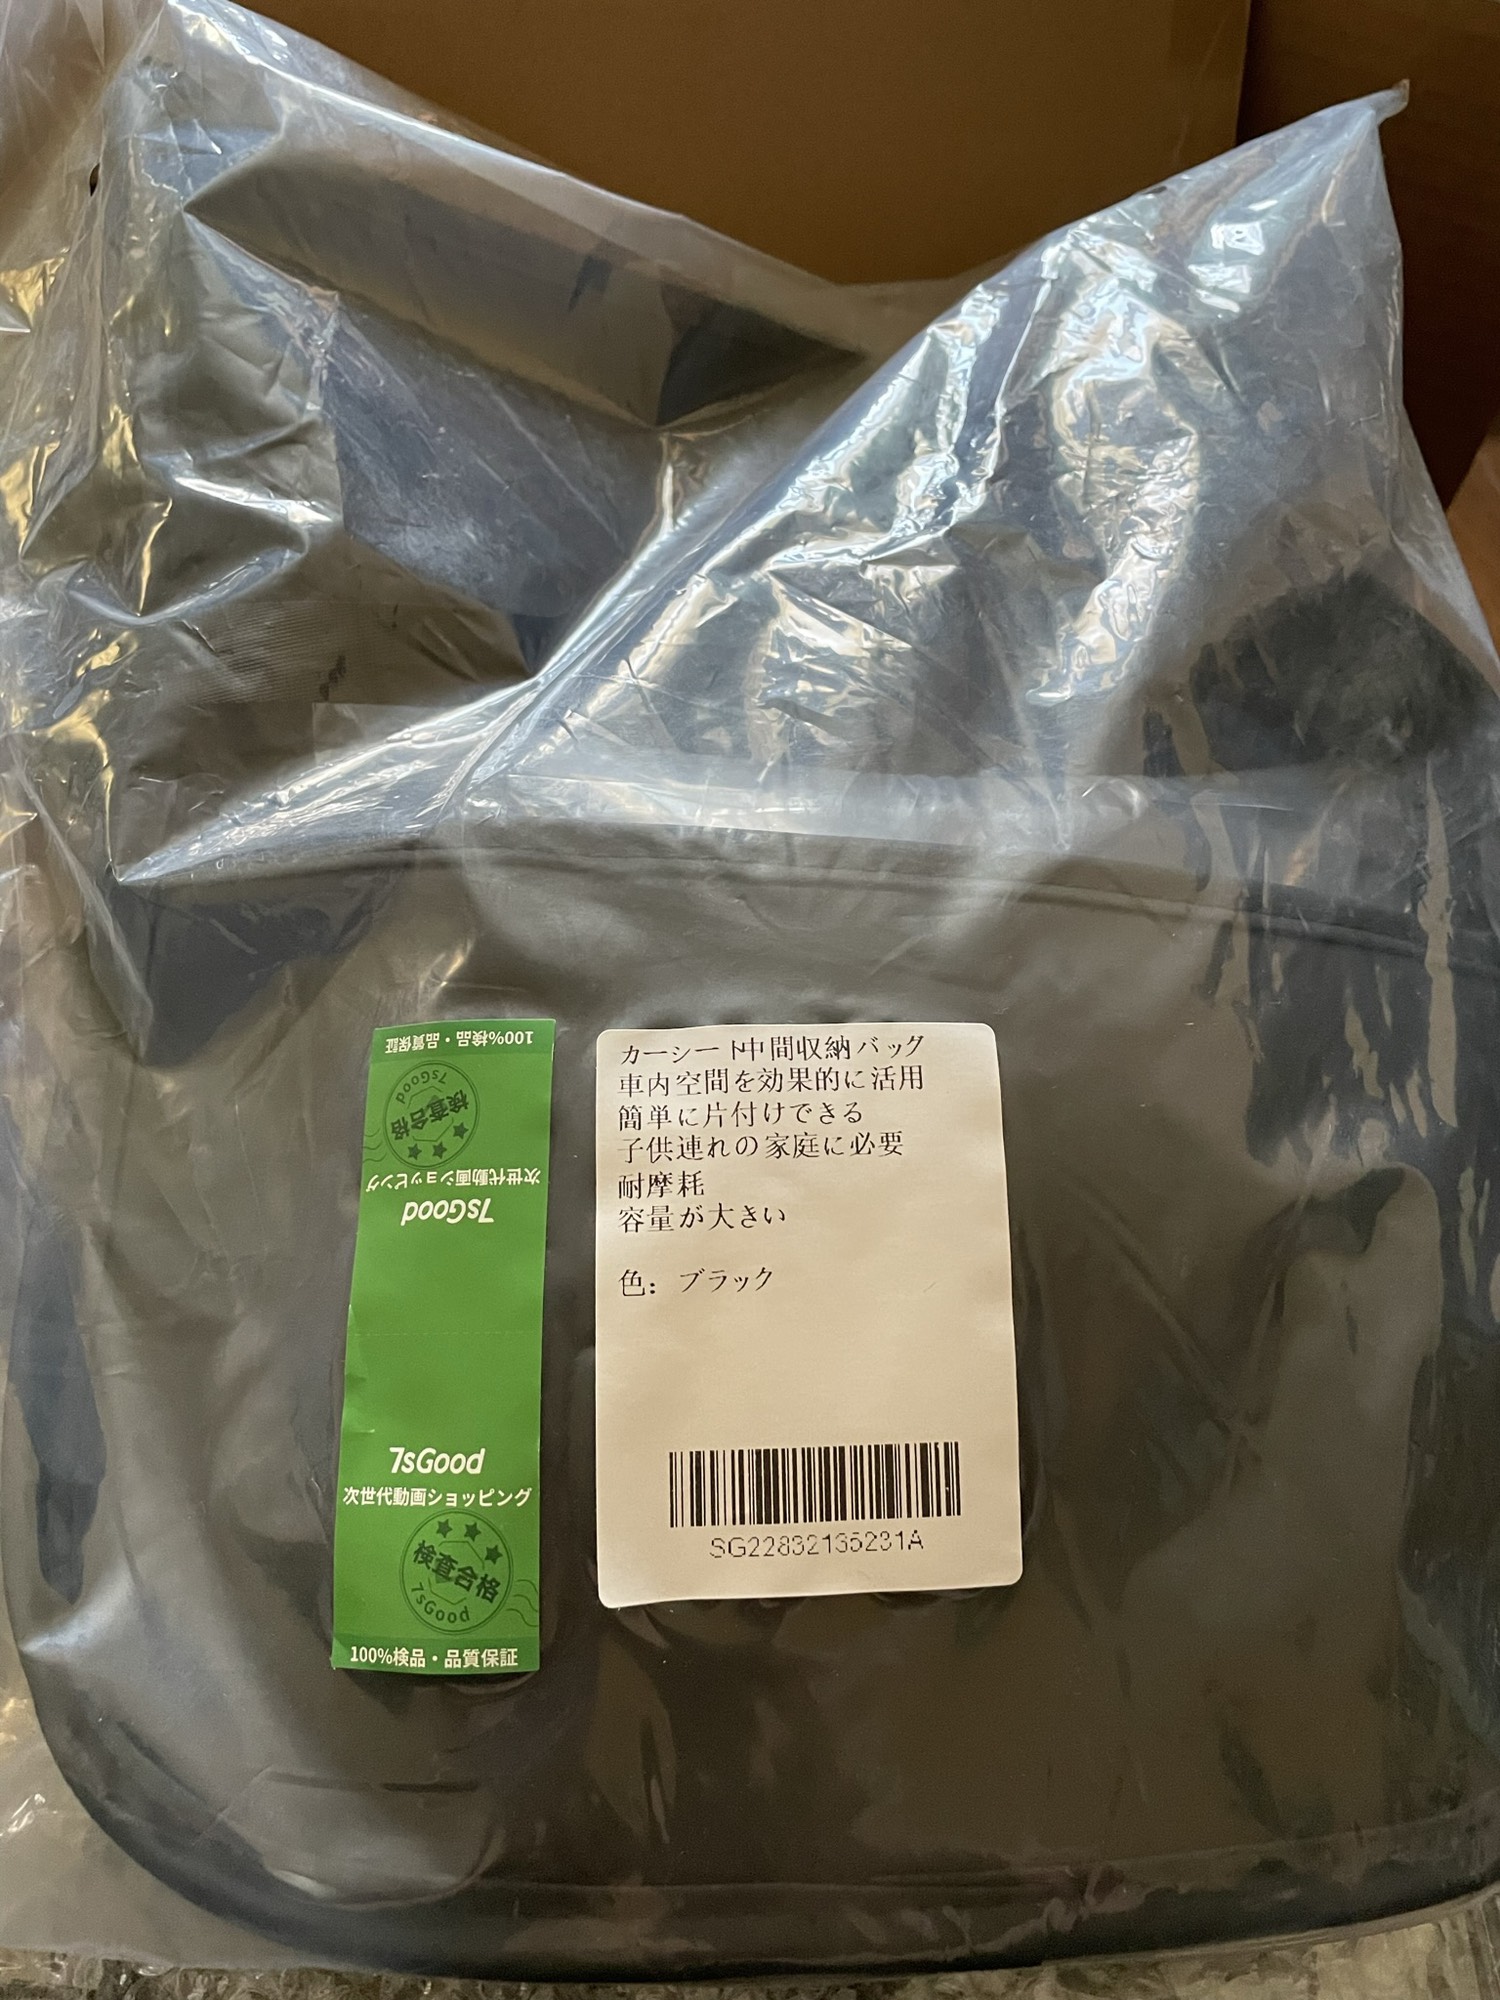 100%検品・品質保証
7sGood
検査合格
次世代動画ショッピング
7sGood
7sGood
次世代動画ショッピング
検査合格
7sGood
100%検品・品質保証
カーシート中間収納バッグ
車内空間を効果的に活用
簡単に片付けできる
子供連れの家庭に必要
耐摩耗
容量が大きい
色：ブラック
SG22832135231A